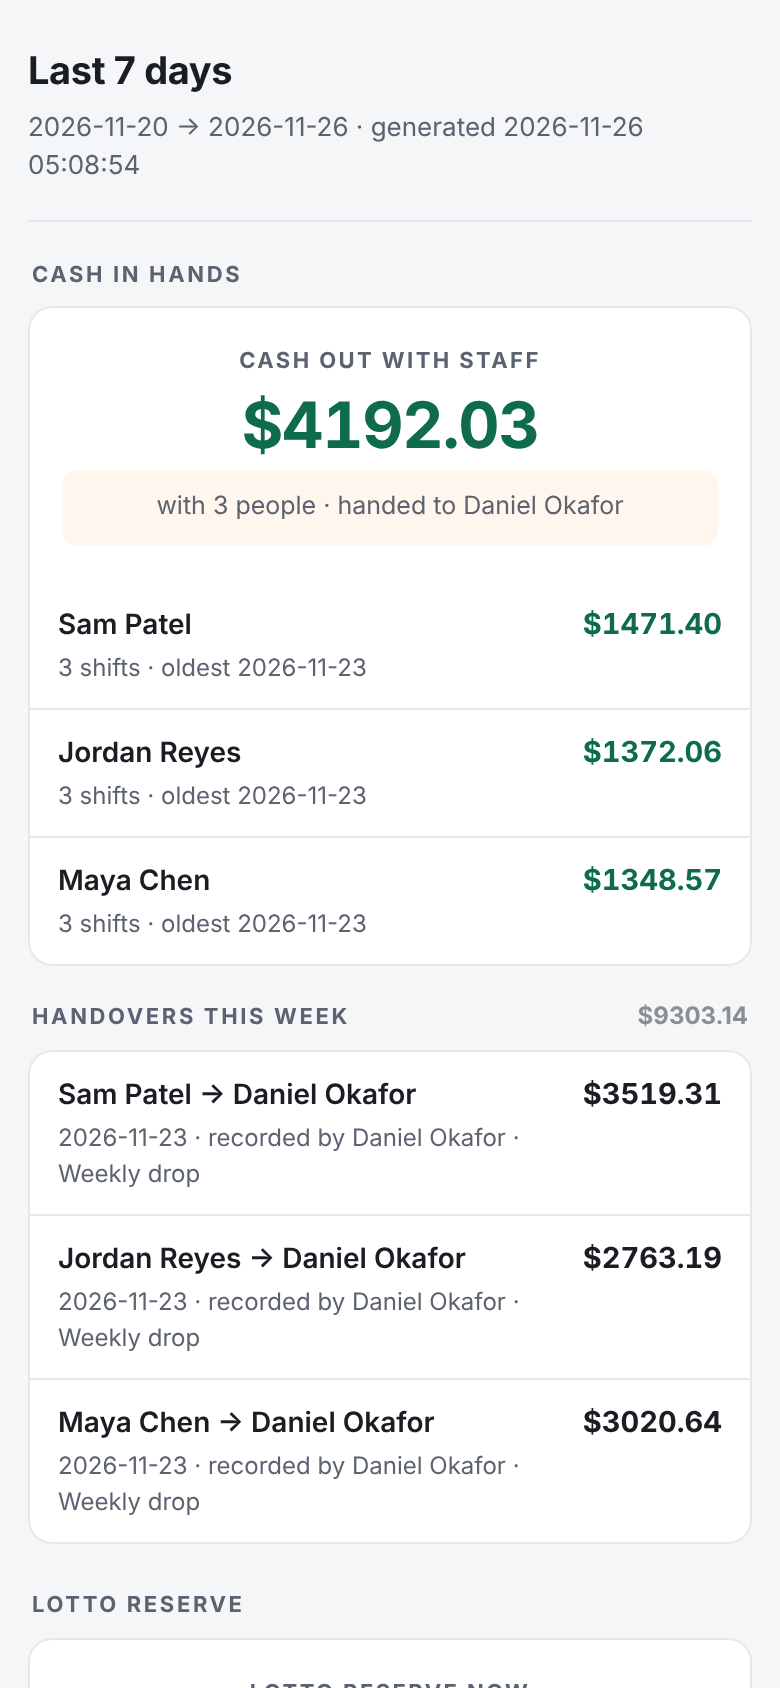 Last 7 days
2026-11-20 → 2026-11-26 · generated 2026-11-26
05:08:54
CASH IN HANDS
CASH OUT WITH STAFF
$4192.03
with 3 people · handed to Daniel Okafor
Sam Patel $1471.40
3 shifts · oldest 2026-11-23
Jordan Reyes $1372.06
3 shifts · oldest 2026-11-23
Maya Chen $1348.57
3 shifts · oldest 2026-11-23
HANDOVERS THIS WEEK $9303.14
Sam Patel → Daniel Okafor $3519.31
2026-11-23 · recorded by Daniel Okafor ·
Weekly drop
Jordan Reyes → Daniel Okafor $2763.19
2026-11-23 · recorded by Daniel Okafor ·
Weekly drop
Maya Chen → Daniel Okafor $3020.64
2026-11-23 · recorded by Daniel Okafor ·
Weekly drop
LOTTO RESERVE
LOTTO RESERVE NOW